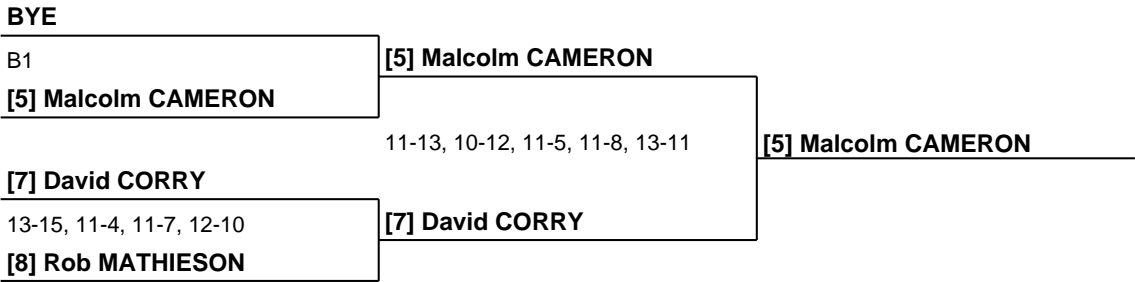 BYE
B1
[5] Malcolm CAMERON
[5] Malcolm CAMERON
11-13, 10-12, 11-5, 11-8, 13-11
[5] Malcolm CAMERON
[7] David CORRY
13-15, 11-4, 11-7, 12-10
[7] David CORRY
[8] Rob MATHIESON